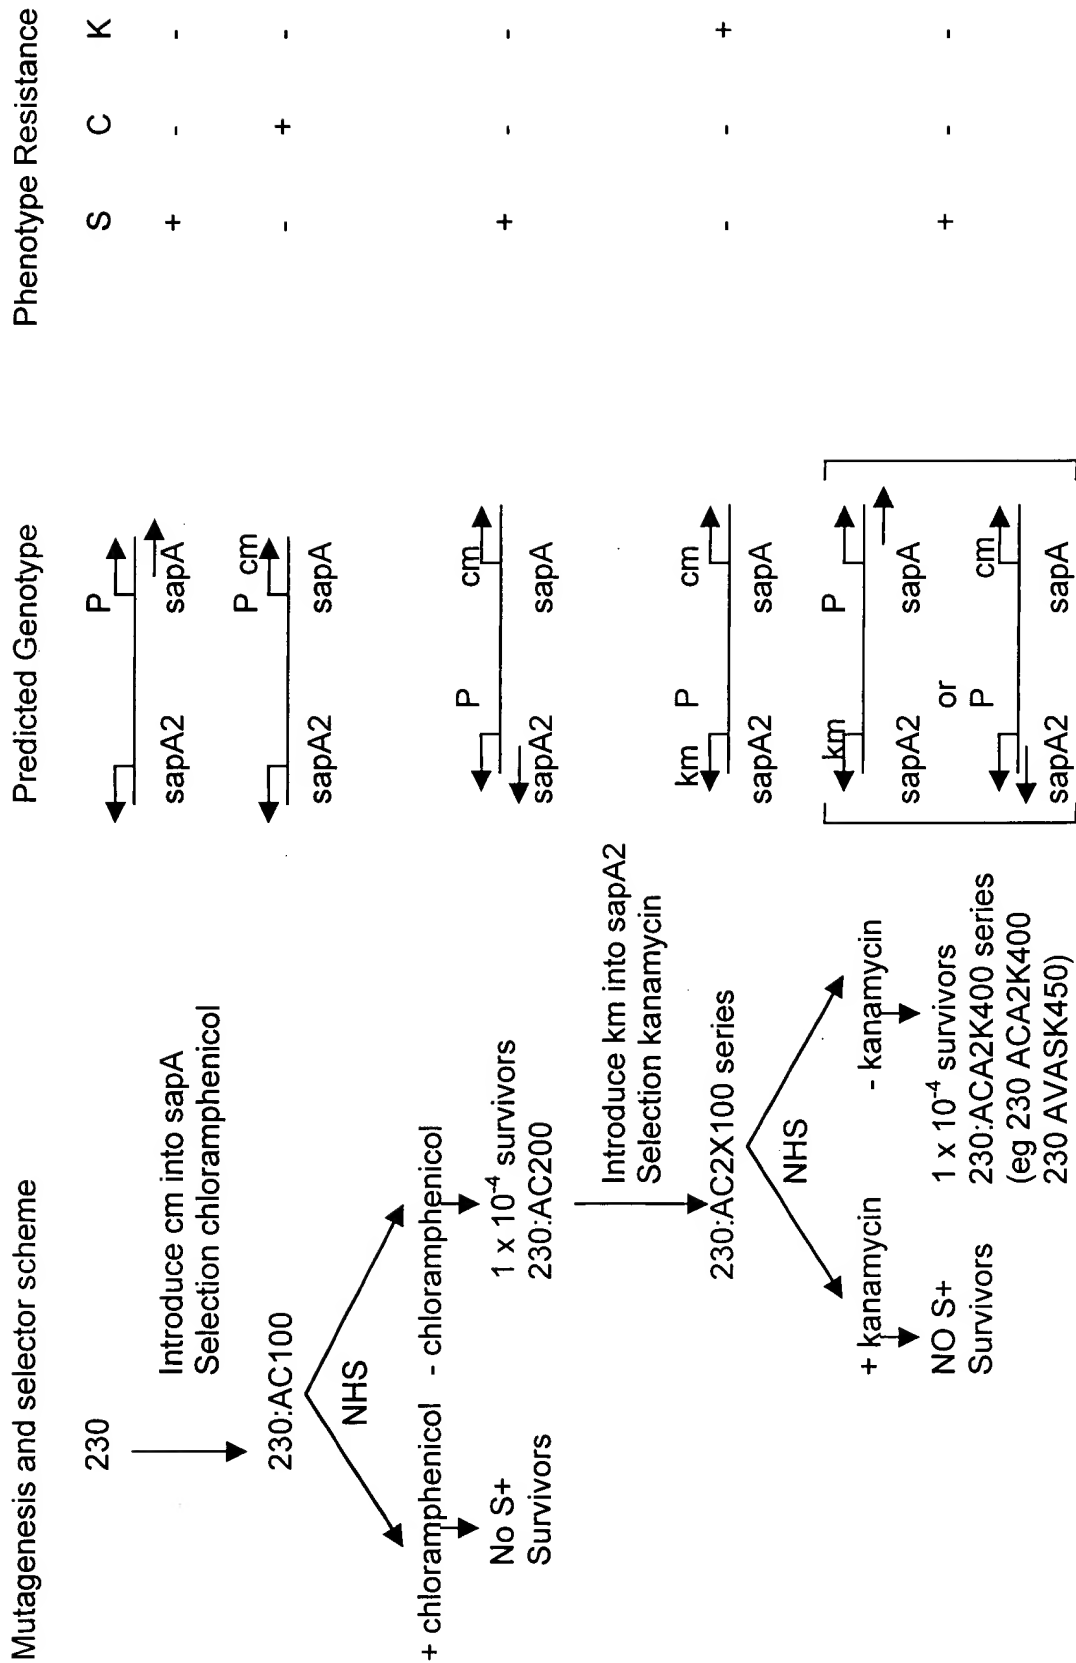 Mutagenesis and selector scheme
Predicted Genotype
Phenotype Resistance
S C K
230
P
sapA2 sapA
+ - -
Introduce cm into sapA
Selection chloramphenicol
230:AC100
P cm
sapA2 sapA
- + -
NHS
+ chloramphenicol - chloramphenicol
No S+
Survivors
1 x 10-4 survivors
230:AC200
P cm
sapA2 sapA
+ - -
Introduce km into sapA2
Selection kanamycin
230:AC2X100 series
km P cm
sapA2 sapA
- - +
NHS
+ kanamycin - kanamycin
NO S+
Survivors
1 x 10-4 survivors
230:ACA2K400 series
(eg 230 ACA2K400
230 AVASK450)
km P
sapA2 sapA
or
P cm
sapA2 sapA
+ - -